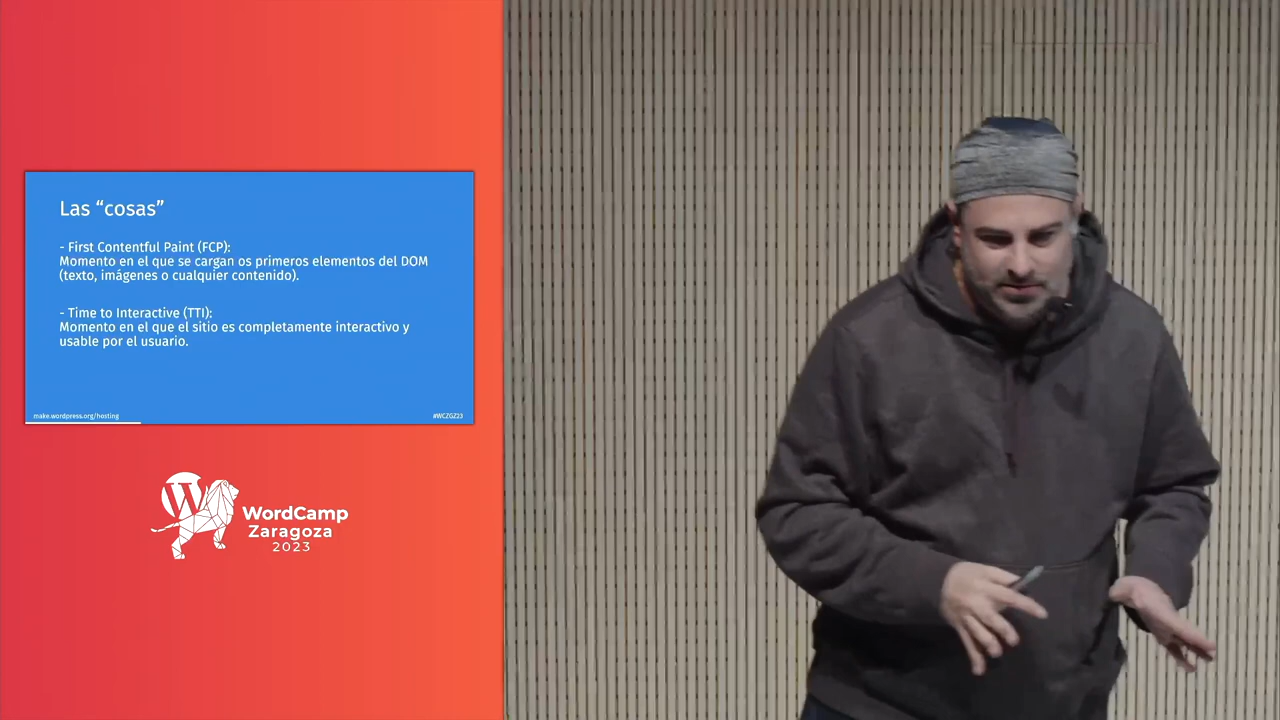 Las “cosas”
- First Contentful Paint (FCP):
Momento en el que se cargan os primeros elementos del DOM
(texto, imágenes o cualquier contenido).
- Time to Interactive (TTI):
Momento en el que el sitio es completamente interactivo y
usable por el usuario.
make.wordpress.org/hosting
#WCZGZ23
W
WordCamp
Zaragoza
2023